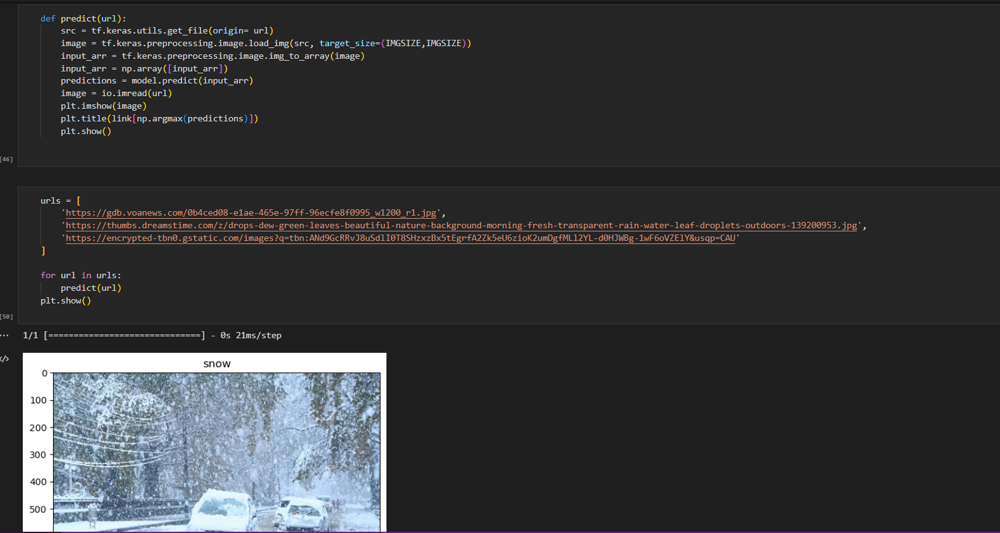 def predict(url):
src = tf.keras.utils.get_file(origin= url)
image = tf.keras.preprocessing.image.load_img(src, target_size=(IMGSIZE,IMGSIZE))
input_arr = tf.keras.preprocessing.image.img_to_array(image)
input_arr = np.array([input_arr])
predictions = model.predict(input_arr)
image = io.imread(url)
plt.imshow(image)
plt.title(link[np.argmax(predictions)])
plt.show()
[46]
urls = [
'https://gdb.voanews.com/0b4ced08-e1ae-465e-97ff-96ecfe8f0995_w1200_r1.jpg',
'https://thumbs.dreamstime.com/z/drops-dew-green-leaves-beautiful-nature-background-morning-fresh-transparent-rain-water-leaf-droplets-outdoors-139200953.jpg',
'https://encrypted-tbn0.gstatic.com/images?q=tbn:ANd9GcRRvJ8uSdlI0T8SHzxzBx5tEgrfA2Zk5eU6zioK2umDgfMLl2YL-d0HJWBg-1wF6oVZElY&usqp=CAU'
]
for url in urls:
predict(url)
plt.show()
[50]
1/1 [==============================] - 0s 21ms/step
snow
0
100
200
300
400
500